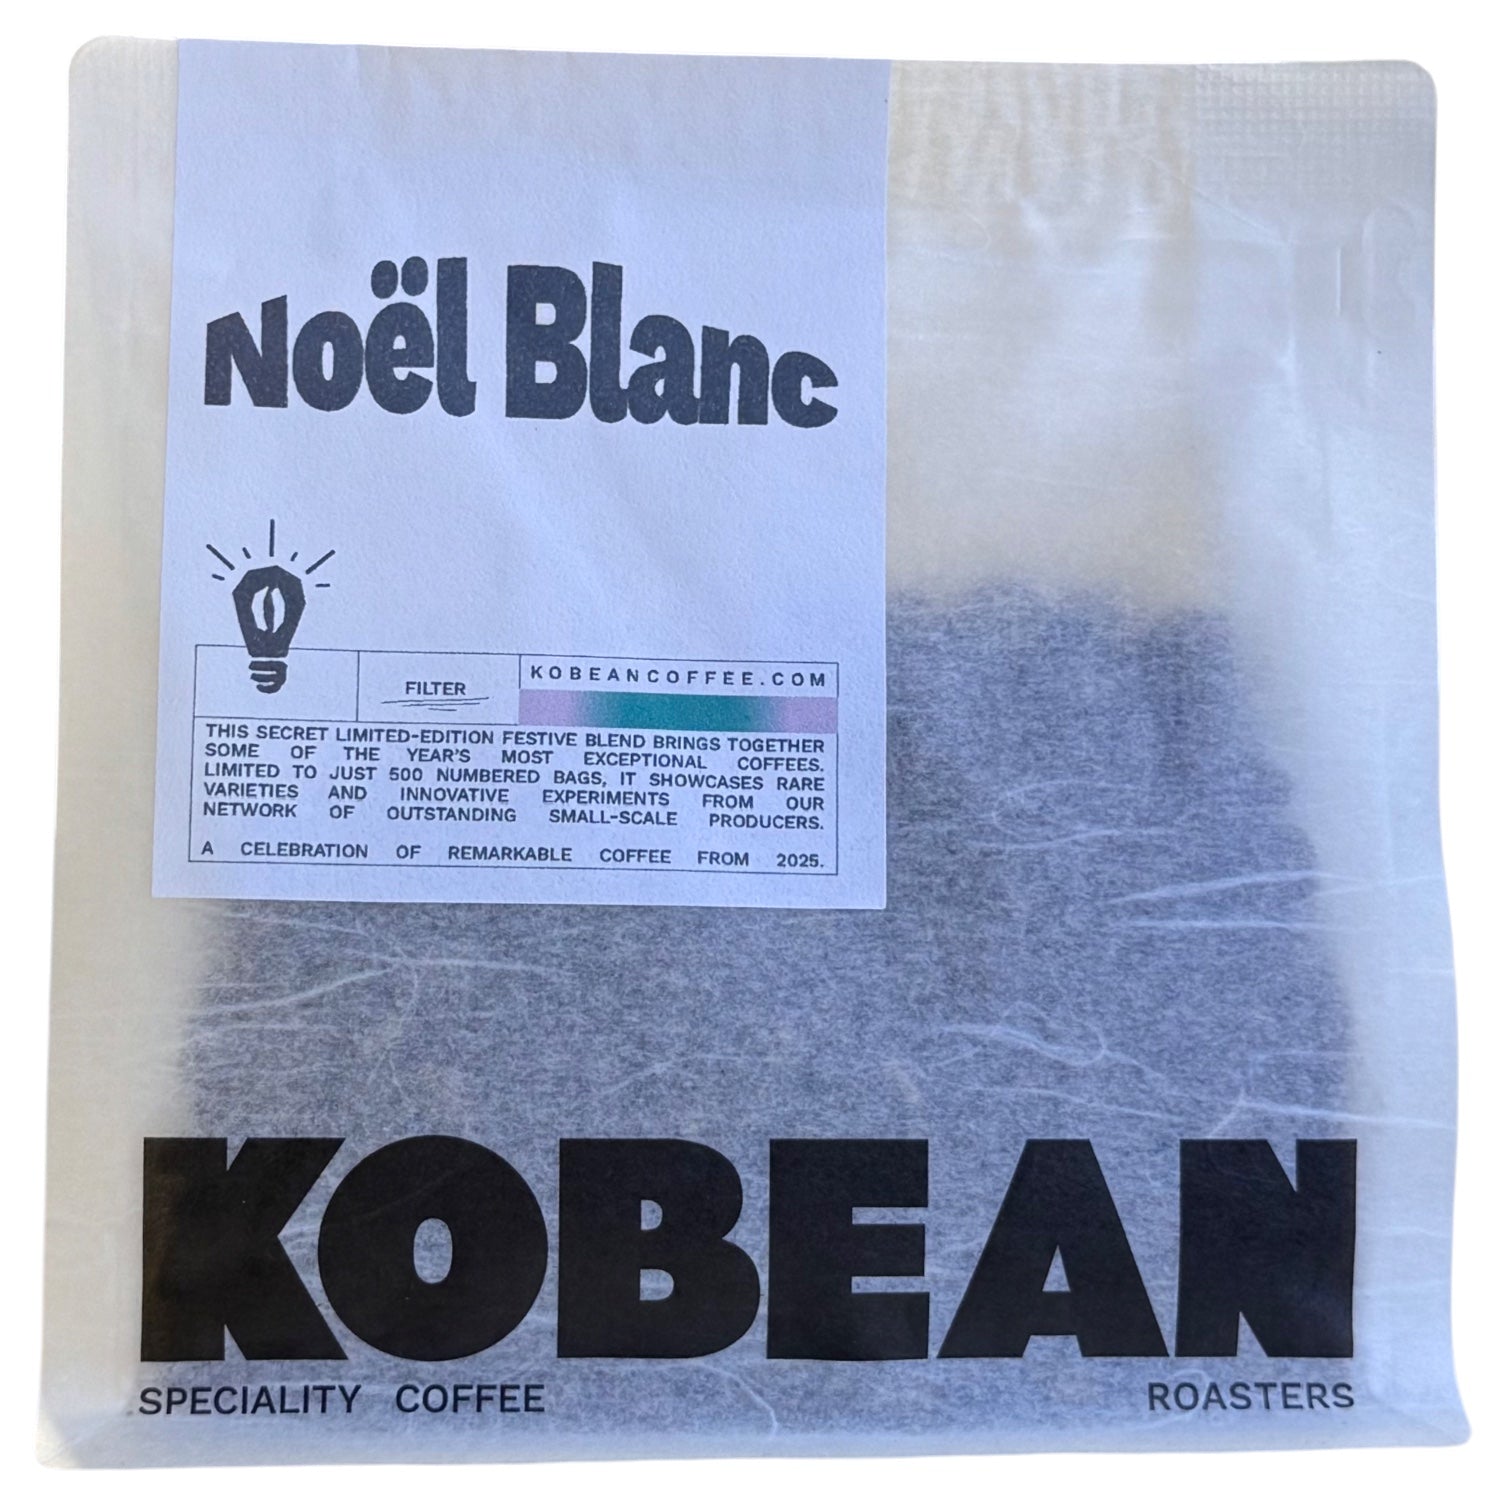 Noël Blanc
FILTER
KOBEANCOFFEE.COM
THIS SECRET LIMITED-EDITION FESTIVE BLEND BRINGS TOGETHER
SOME OF THE YEAR'S MOST EXCEPTIONAL COFFEES.
LIMITED TO JUST 500 NUMBERED BAGS, IT SHOWCASES RARE
VARIETIES AND INNOVATIVE EXPERIMENTS FROM OUR
NETWORK OF OUTSTANDING SMALL-SCALE PRODUCERS.
A CELEBRATION OF REMARKABLE COFFEE FROM 2025.
KOBEAN
SPECIALITY COFFEE ROASTERS